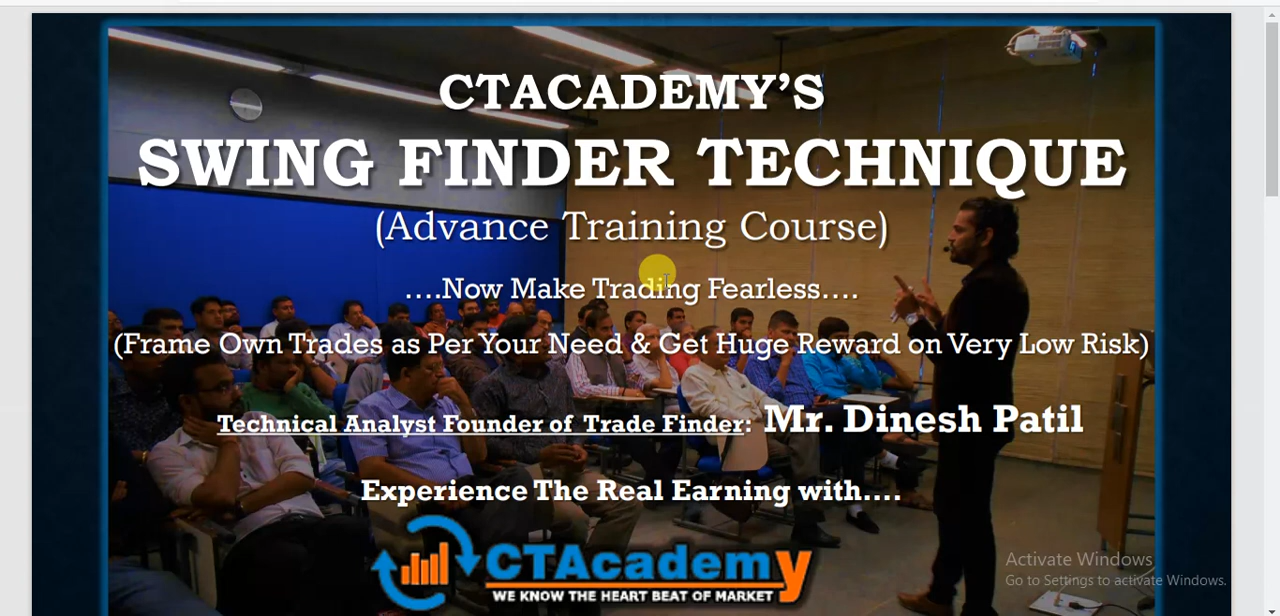 CTACADEMY’S
SWING FINDER TECHNIQUE
(Advance Training Course)
....Now Make Trading Fearless....
(Frame Own Trades as Per Your Need & Get Huge Reward on Very Low Risk)
Technical Analyst Founder of Trade Finder: Mr. Dinesh Patil
Experience The Real Earning with....
CTAcademy
WE KNOW THE HEART BEAT OF MARKET
Activate Windows
Go to Settings to activate Windows.